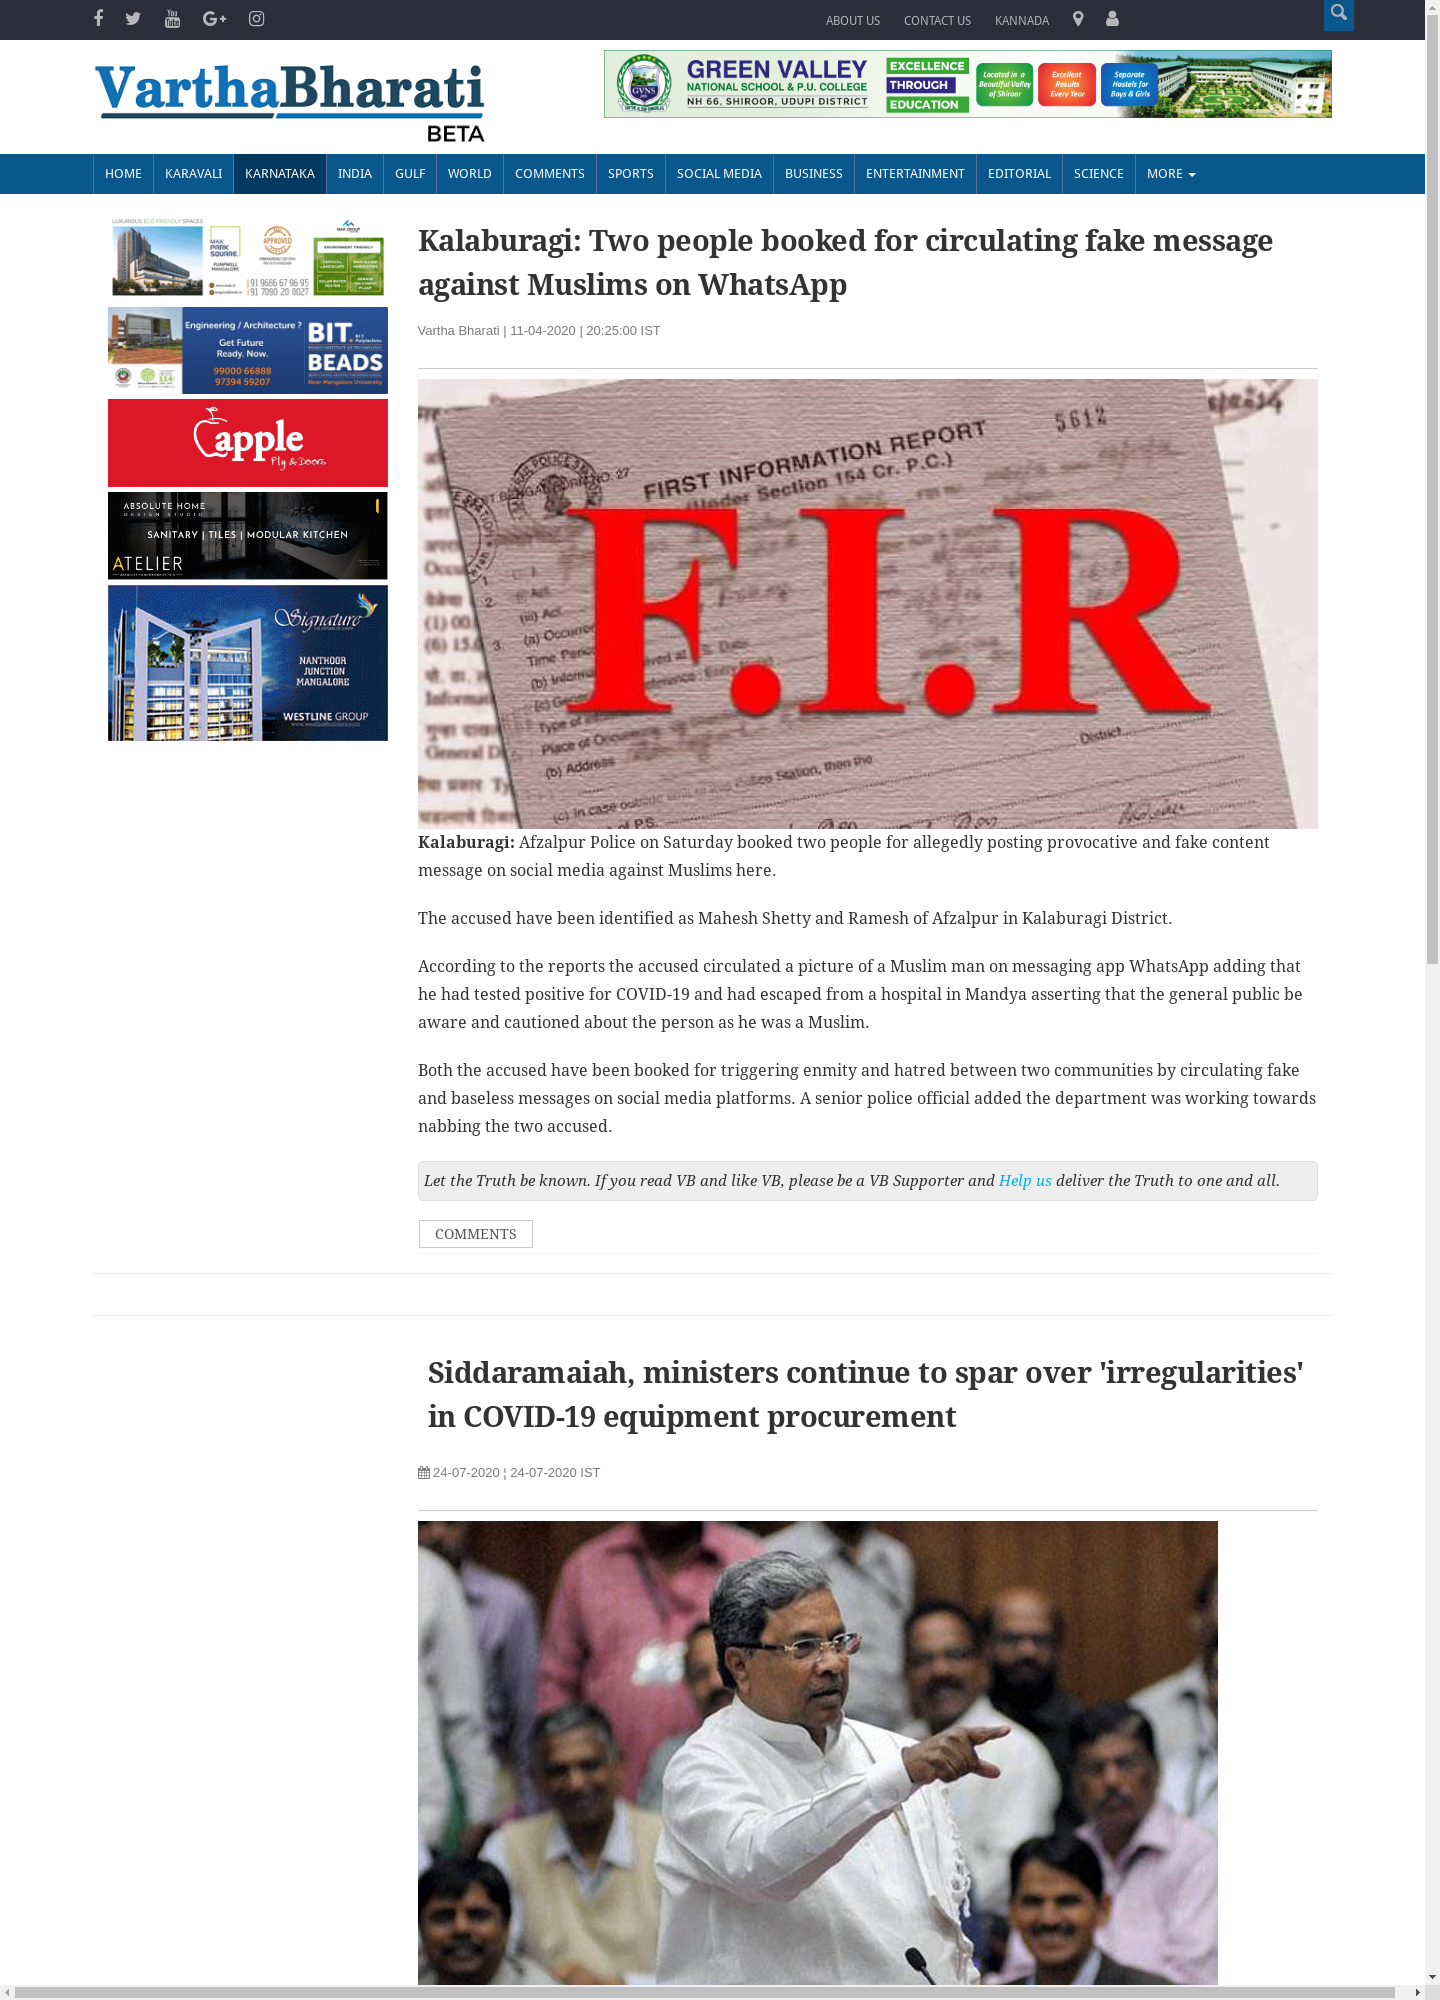 ABOUT US CONTACT US KANNADA
VarthaBharati
BETA
GREEN VALLEY
NATIONAL SCHOOL & P.U. COLLEGE
NH 66, SHIROOR, UDUPI DISTRICT
EXCELLENCE
THROUGH
EDUCATION
Located in a
Beautiful Valley
of Shiroor
Excellent
Results
Every Year
Separate
Hostels for
Boys & Girls
HOME KARAVALI KARNATAKA INDIA GULF WORLD COMMENTS SPORTS SOCIAL MEDIA BUSINESS ENTERTAINMENT EDITORIAL SCIENCE MORE
LUXURIOUS ECO FRIENDLY SPACES
MAK GROUP
MAK
PARK
SQUARE
PUMPWELL
MANGALORE
APPROVED
ENVIRONMENT FRIENDLY
91 9686 67 96 95
91 7090 20 0027
Engineering / Architecture ?
Get Future
Ready. Now.
99000 66888
97394 59207
BIT
BEADS
Near Mangalore University
apple
Ply & Doors
ABSOLUTE HOME
DESIGN STUDIO
SANITARY | TILES | MODULAR KITCHEN
ATELIER
Signature
NANTHOOR
JUNCTION
MANGALORE
WESTLINE GROUP
Kalaburagi: Two people booked for circulating fake message
against Muslims on WhatsApp
Vartha Bharati | 11-04-2020 | 20:25:00 IST
5612
FIRST INFORMATION REPORT
(Under Section 154 Cr. P.C.)
F.I.R
Kalaburagi: Afzalpur Police on Saturday booked two people for allegedly posting provocative and fake content
message on social media against Muslims here.
The accused have been identified as Mahesh Shetty and Ramesh of Afzalpur in Kalaburagi District.
According to the reports the accused circulated a picture of a Muslim man on messaging app WhatsApp adding that
he had tested positive for COVID-19 and had escaped from a hospital in Mandya asserting that the general public be
aware and cautioned about the person as he was a Muslim.
Both the accused have been booked for triggering enmity and hatred between two communities by circulating fake
and baseless messages on social media platforms. A senior police official added the department was working towards
nabbing the two accused.
Let the Truth be known. If you read VB and like VB, please be a VB Supporter and Help us deliver the Truth to one and all.
COMMENTS
Siddaramaiah, ministers continue to spar over 'irregularities'
in COVID-19 equipment procurement
24-07-2020 ¦ 24-07-2020 IST